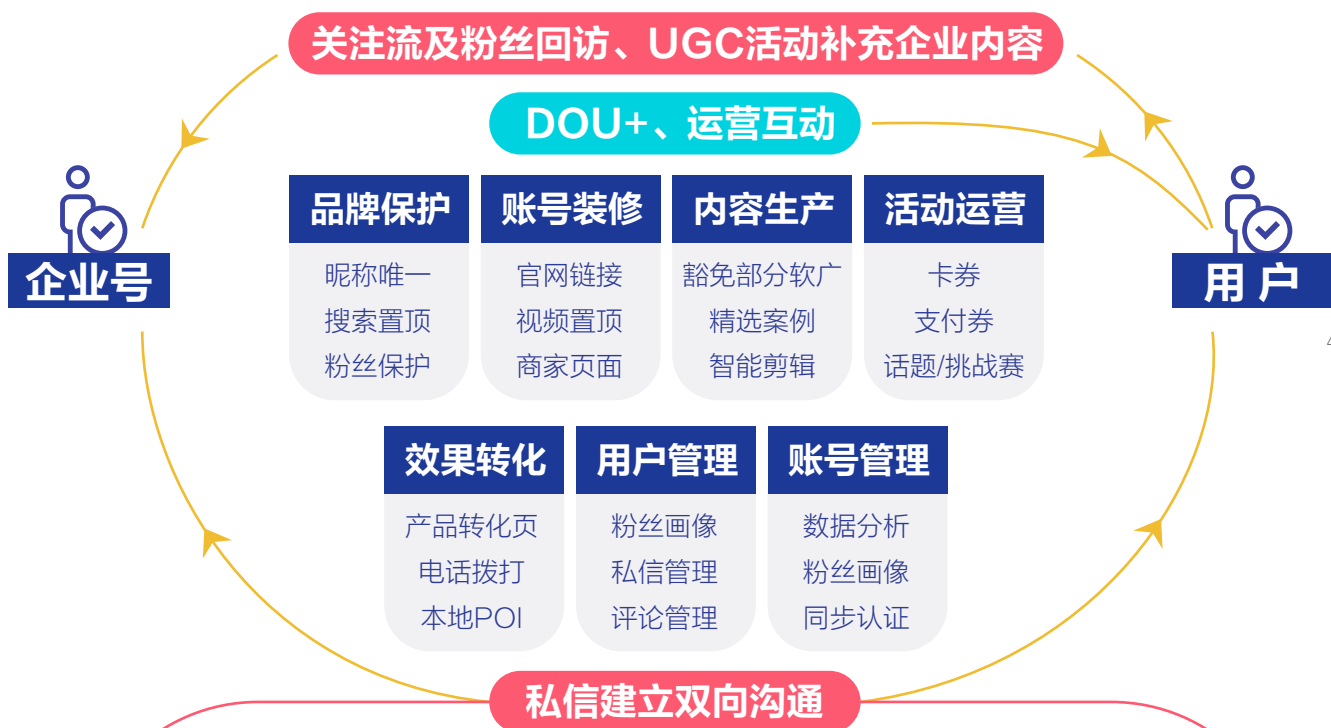 关注流及粉丝回访、UGC活动补充企业内容
DOU+、运营互动
企业号
用户
品牌保护
昵称唯一
搜索置顶
粉丝保护
账号装修
官网链接
视频置顶
商家页面
内容生产
豁免部分软广
精选案例
智能剪辑
活动运营
卡券
支付券
话题/挑战赛
效果转化
产品转化页
电话拨打
本地POI
用户管理
粉丝画像
私信管理
评论管理
账号管理
数据分析
粉丝画像
同步认证
私信建立双向沟通